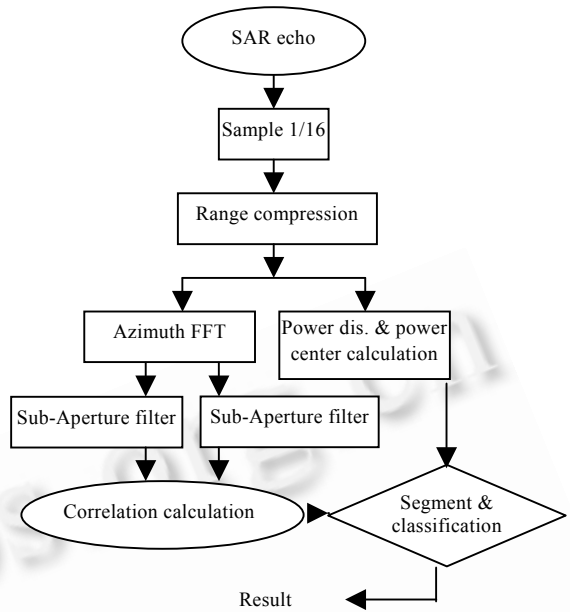 SAR echo
Sample 1/16
Range compression
Azimuth FFT
Power dis. & power
center calculation
Sub-Aperture filter
Sub-Aperture filter
Correlation calculation
Segment &
classification
Result